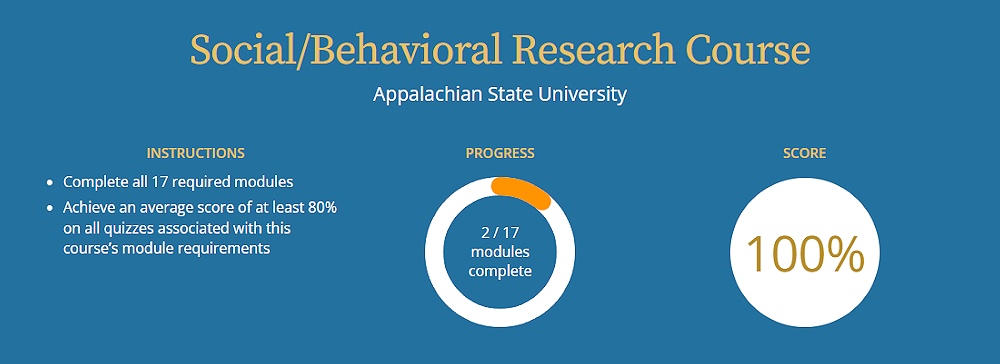 Social/Behavioral Research Course
Appalachian State University
INSTRUCTIONS
Complete all 17 required modules
Achieve an average score of at least 80%
on all quizzes associated with this
course's module requirements
PROGRESS
2 / 17
modules
complete
SCORE
100%